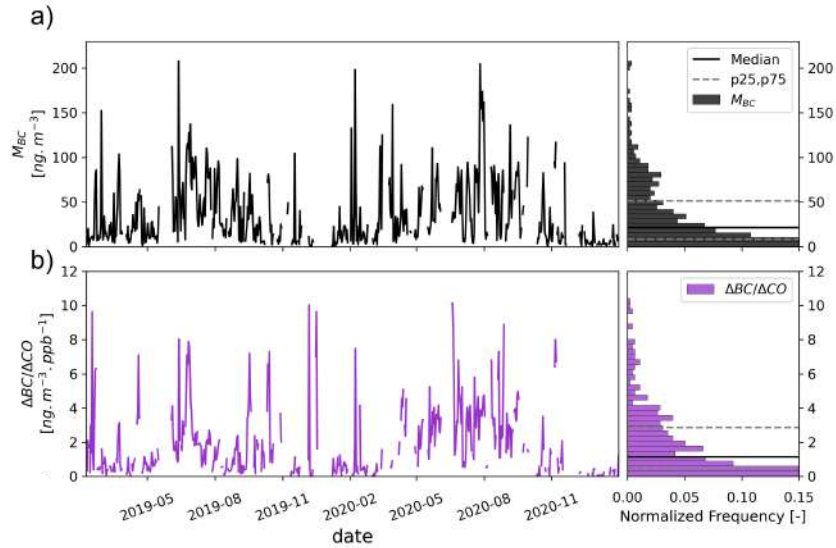 a)
200
150
100
50
0
M_BC
[ng. m⁻³]
Median
p25,p75
M_BC
200
150
100
50
0
b)
12
10
8
6
4
2
0
ΔBC/ΔCO
[ng. m⁻³. ppb⁻¹]
ΔBC/ΔCO
12
10
8
6
4
2
0
2019-05
2019-08
2019-11
2020-02
2020-05
2020-08
2020-11
date
0.00 0.05 0.10 0.15
Normalized Frequency [-]